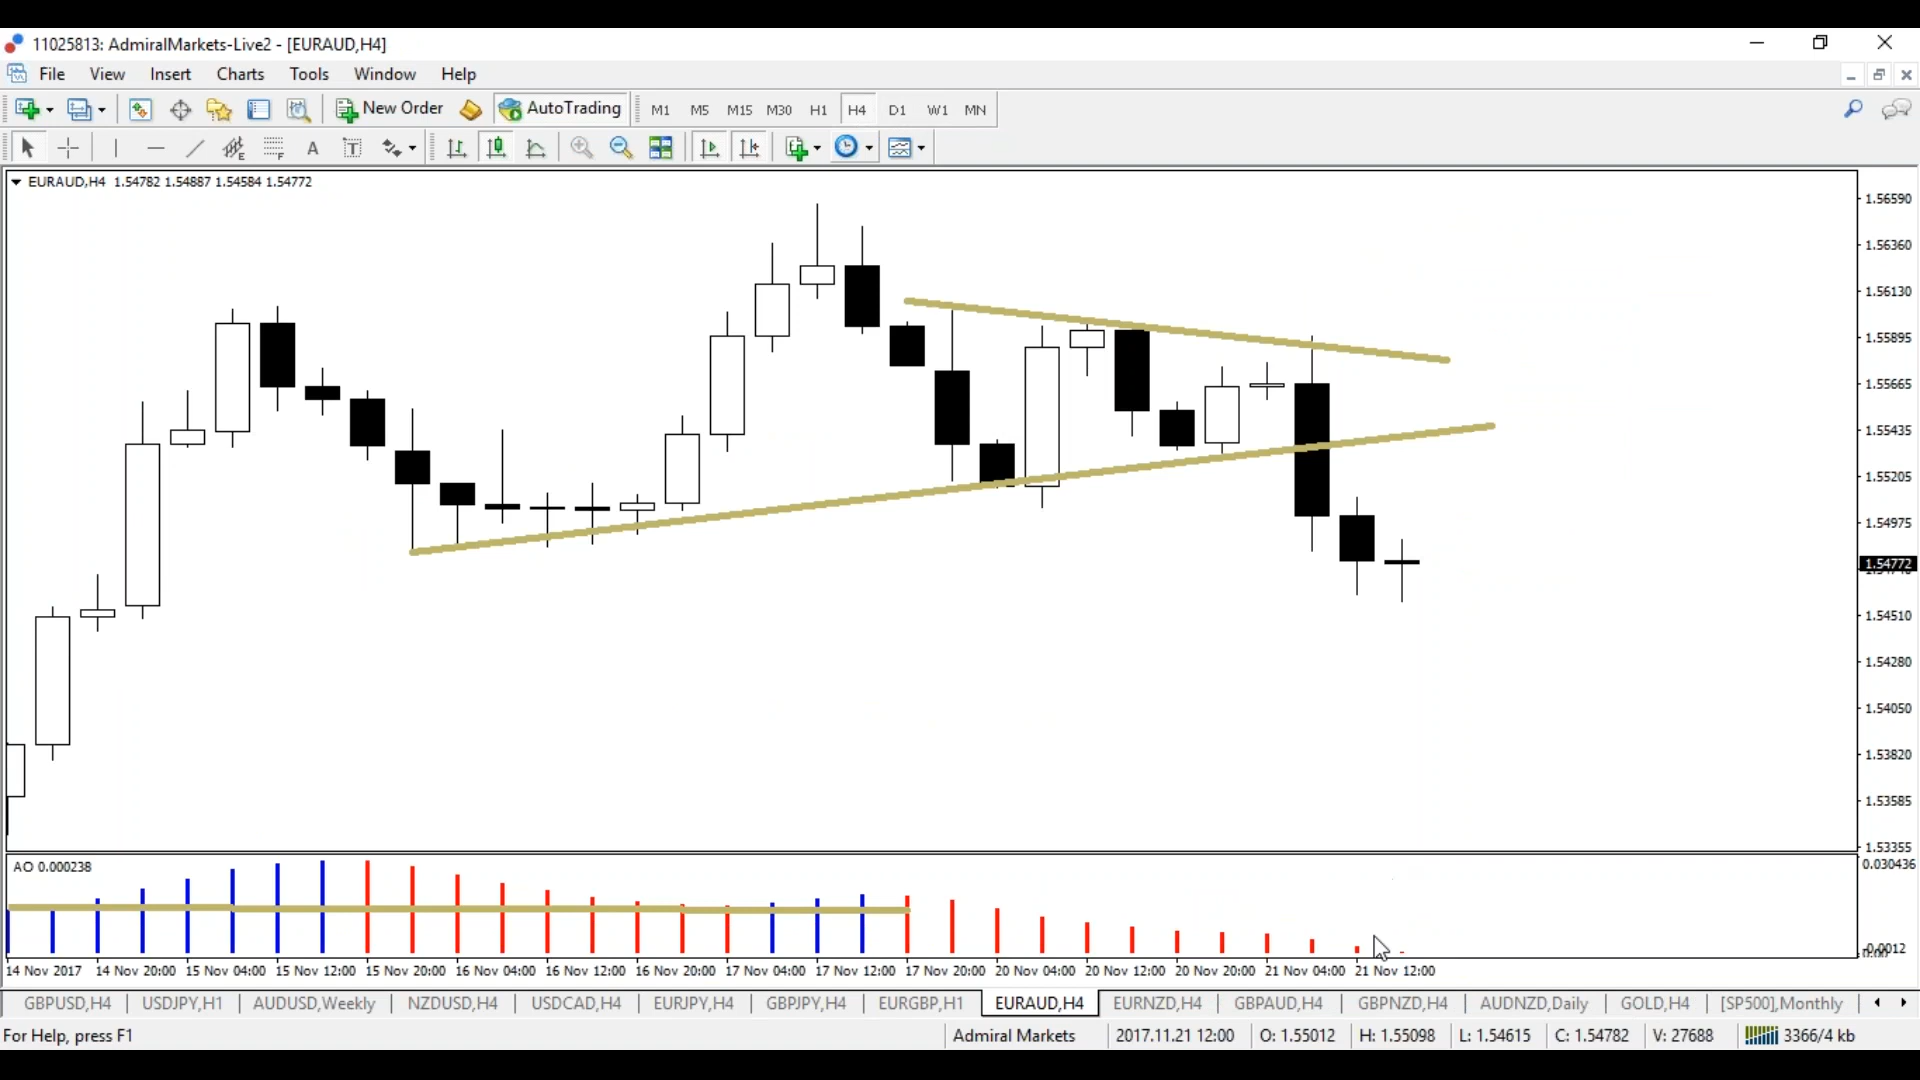 11025813: AdmiralMarkets-Live2 - [EURAUD,H4]
File View Insert Charts Tools Window Help
New Order AutoTrading M1 M5 M15 M30 H1 H4 D1 W1 MN
A T
EURAUD,H4 1.54782 1.54887 1.54584 1.54772
1.56590
1.56360
1.56130
1.55895
1.55665
1.55435
1.55205
1.54975
1.54772
1.54510
1.54280
1.54050
1.53820
1.53585
1.53355
AO 0.000238
0.030436
-0.0012
14 Nov 2017 14 Nov 20:00 15 Nov 04:00 15 Nov 12:00 15 Nov 20:00 16 Nov 04:00 16 Nov 12:00 16 Nov 20:00 17 Nov 04:00 17 Nov 12:00 17 Nov 20:00 20 Nov 04:00 20 Nov 12:00 20 Nov 20:00 21 Nov 04:00 21 Nov 12:00
GBPUSD,H4 USDJPY,H1 AUDUSD,Weekly NZDUSD,H4 USDCAD,H4 EURJPY,H4 GBPJPY,H4 EURGBP,H1 EURAUD,H4 EURNZD,H4 GBPAUD,H4 GBPNZD,H4 AUDNZD,Daily GOLD,H4 [SP500],Monthly
For Help, press F1 Admiral Markets 2017.11.21 12:00 O: 1.55012 H: 1.55098 L: 1.54615 C: 1.54782 V: 27688 3366/4 kb